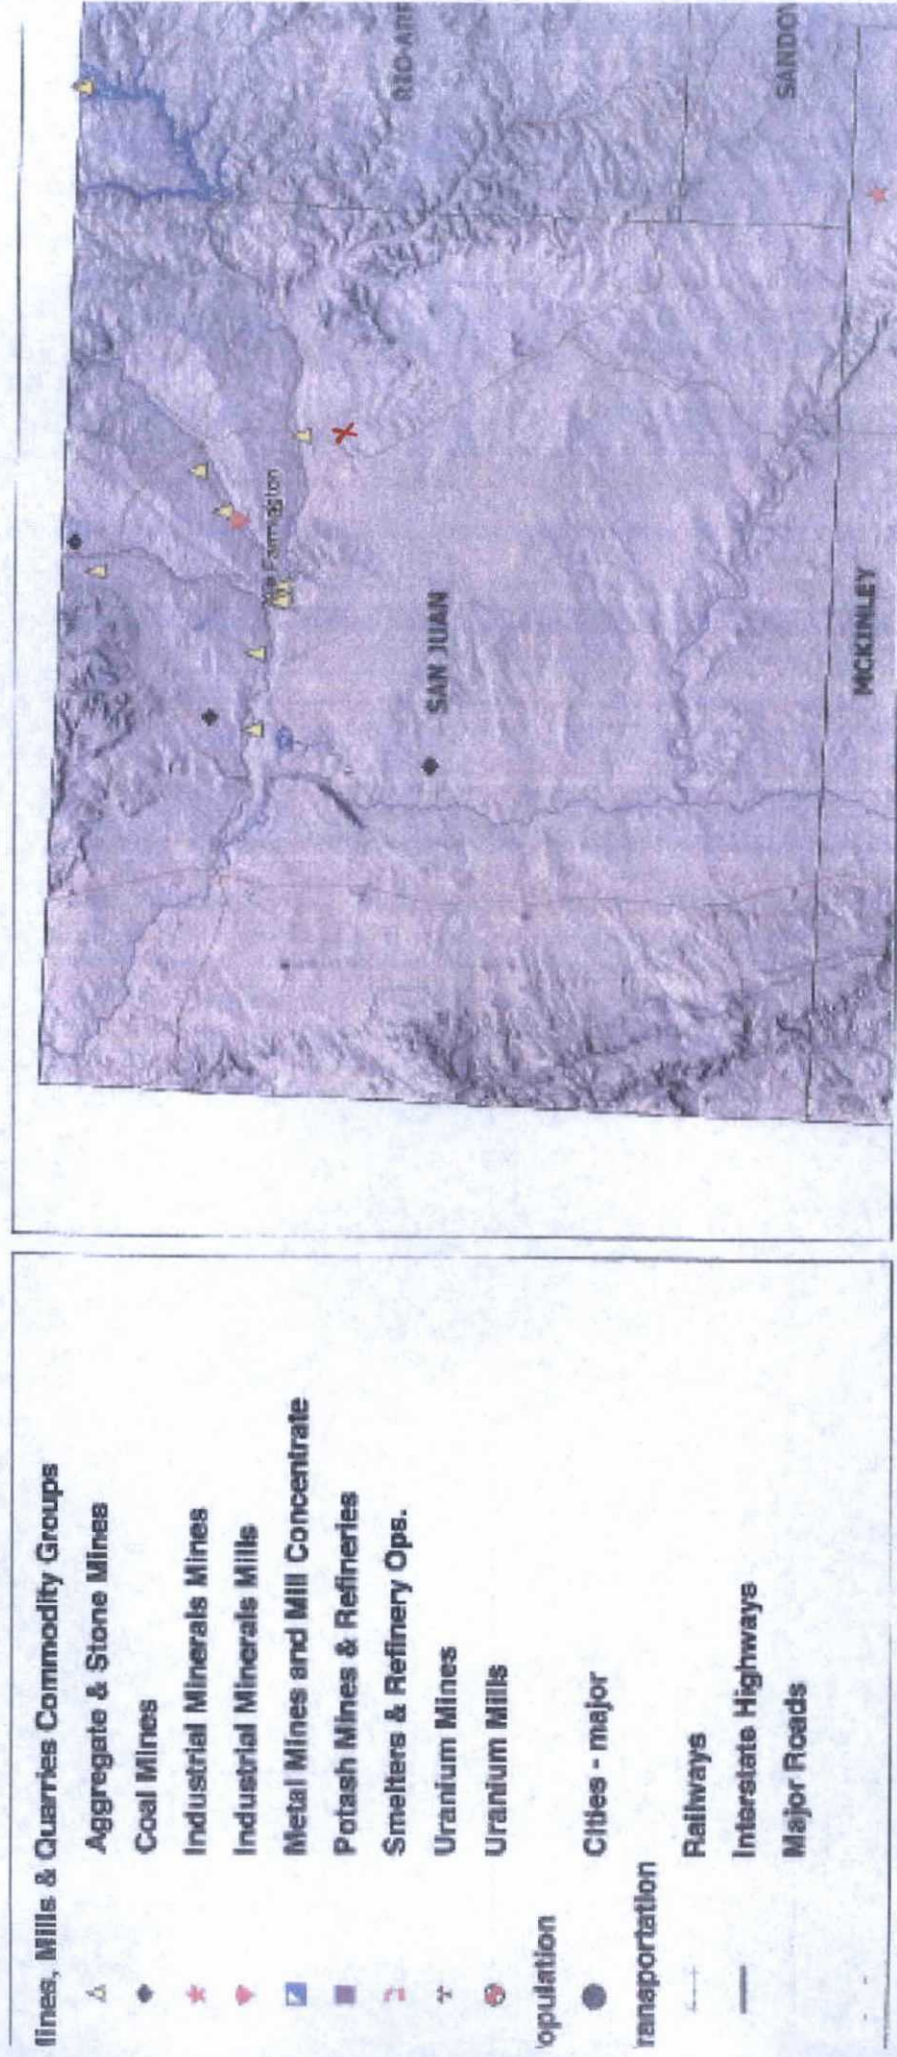 lines, Mills & Quarries Commodity Groups
Aggregate & Stone Mines
Coal Mines
Industrial Minerals Mines
Industrial Minerals Mills
Metal Mines and Mill Concentrate
Potash Mines & Refineries
Smelters & Refinery Ops.
Uranium Mines
Uranium Mills
opulation
Cities - major
ransportation
Railways
Interstate Highways
Major Roads
Farmington
SAN JUAN
MCKINLEY
RIO ARR
SANDOV